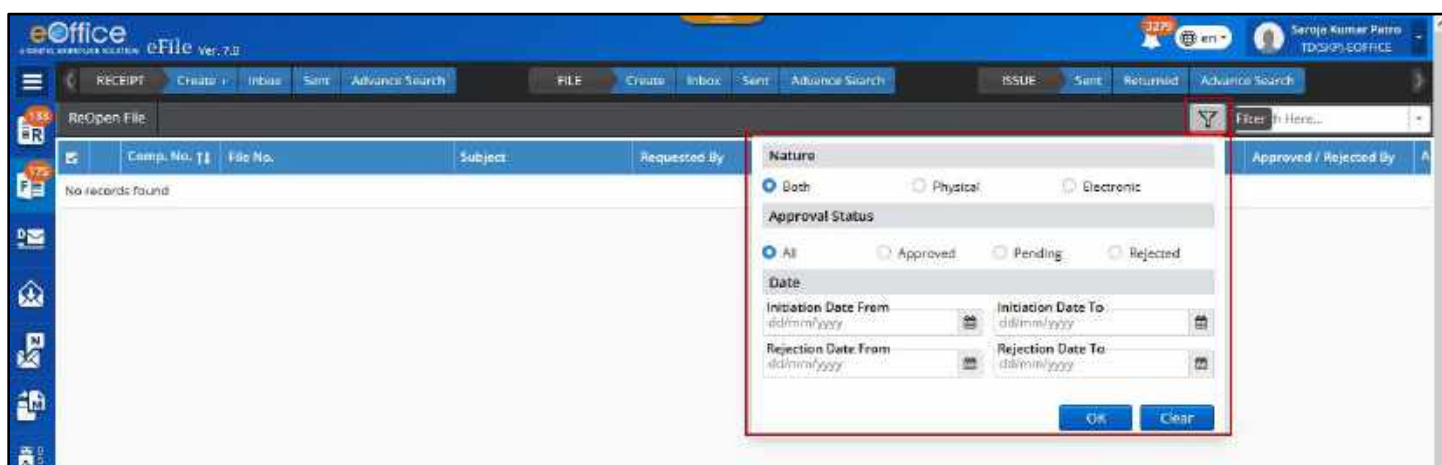 eOffice
eFile Ver. 7.0
3279
en
Saroja Kumar Patro
TD(SKP)-EOFFICE
RECEIPT Create Inbox Sent Advance Search FILE Create Inbox Sent Advance Search ISSUE Sent Returned Advance Search
R
ReOpen File
Filter h Here...
Comp. No. File No. Subject Requested By Approved / Rejected By A
175
F
No records found
D
N
M
Nature
Both Physical Electronic
Approval Status
All Approved Pending Rejected
Date
Initiation Date From Initiation Date To
dd/mm/yyyy dd/mm/yyyy
Rejection Date From Rejection Date To
dd/mm/yyyy dd/mm/yyyy
OK Clear